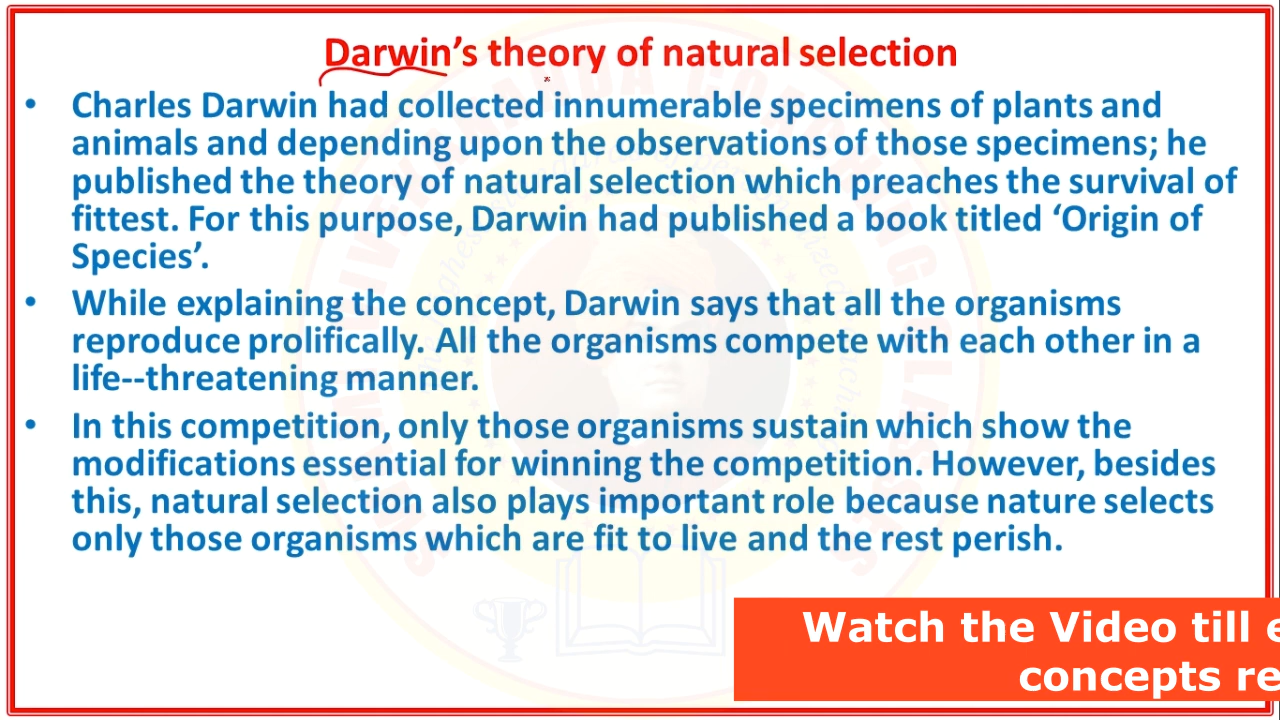 Darwin’s theory of natural selection
• Charles Darwin had collected innumerable specimens of plants and
animals and depending upon the observations of those specimens; he
published the theory of natural selection which preaches the survival of
fittest. For this purpose, Darwin had published a book titled ‘Origin of
Species’.
• While explaining the concept, Darwin says that all the organisms
reproduce prolifically. All the organisms compete with each other in a
life--threatening manner.
• In this competition, only those organisms sustain which show the
modifications essential for winning the competition. However, besides
this, natural selection also plays important role because nature selects
only those organisms which are fit to live and the rest perish.
Watch the Video till e
concepts re